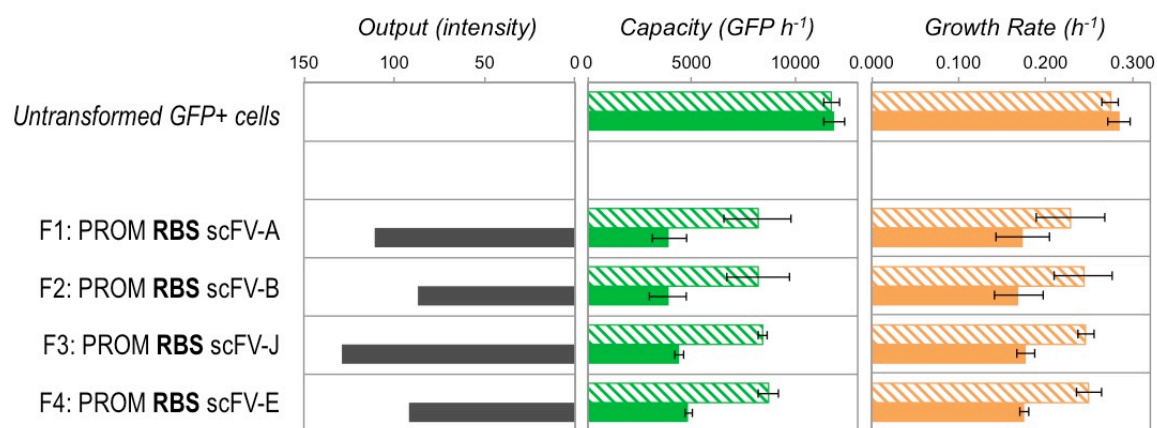 Output (intensity) Capacity (GFP h⁻¹) Growth Rate (h⁻¹)
150 100 50 0 0 5000 10000 0.000 0.100 0.200 0.300
Untransformed GFP+ cells
F1: PROM RBS scFV-A
F2: PROM RBS scFV-B
F3: PROM RBS scFV-J
F4: PROM RBS scFV-E